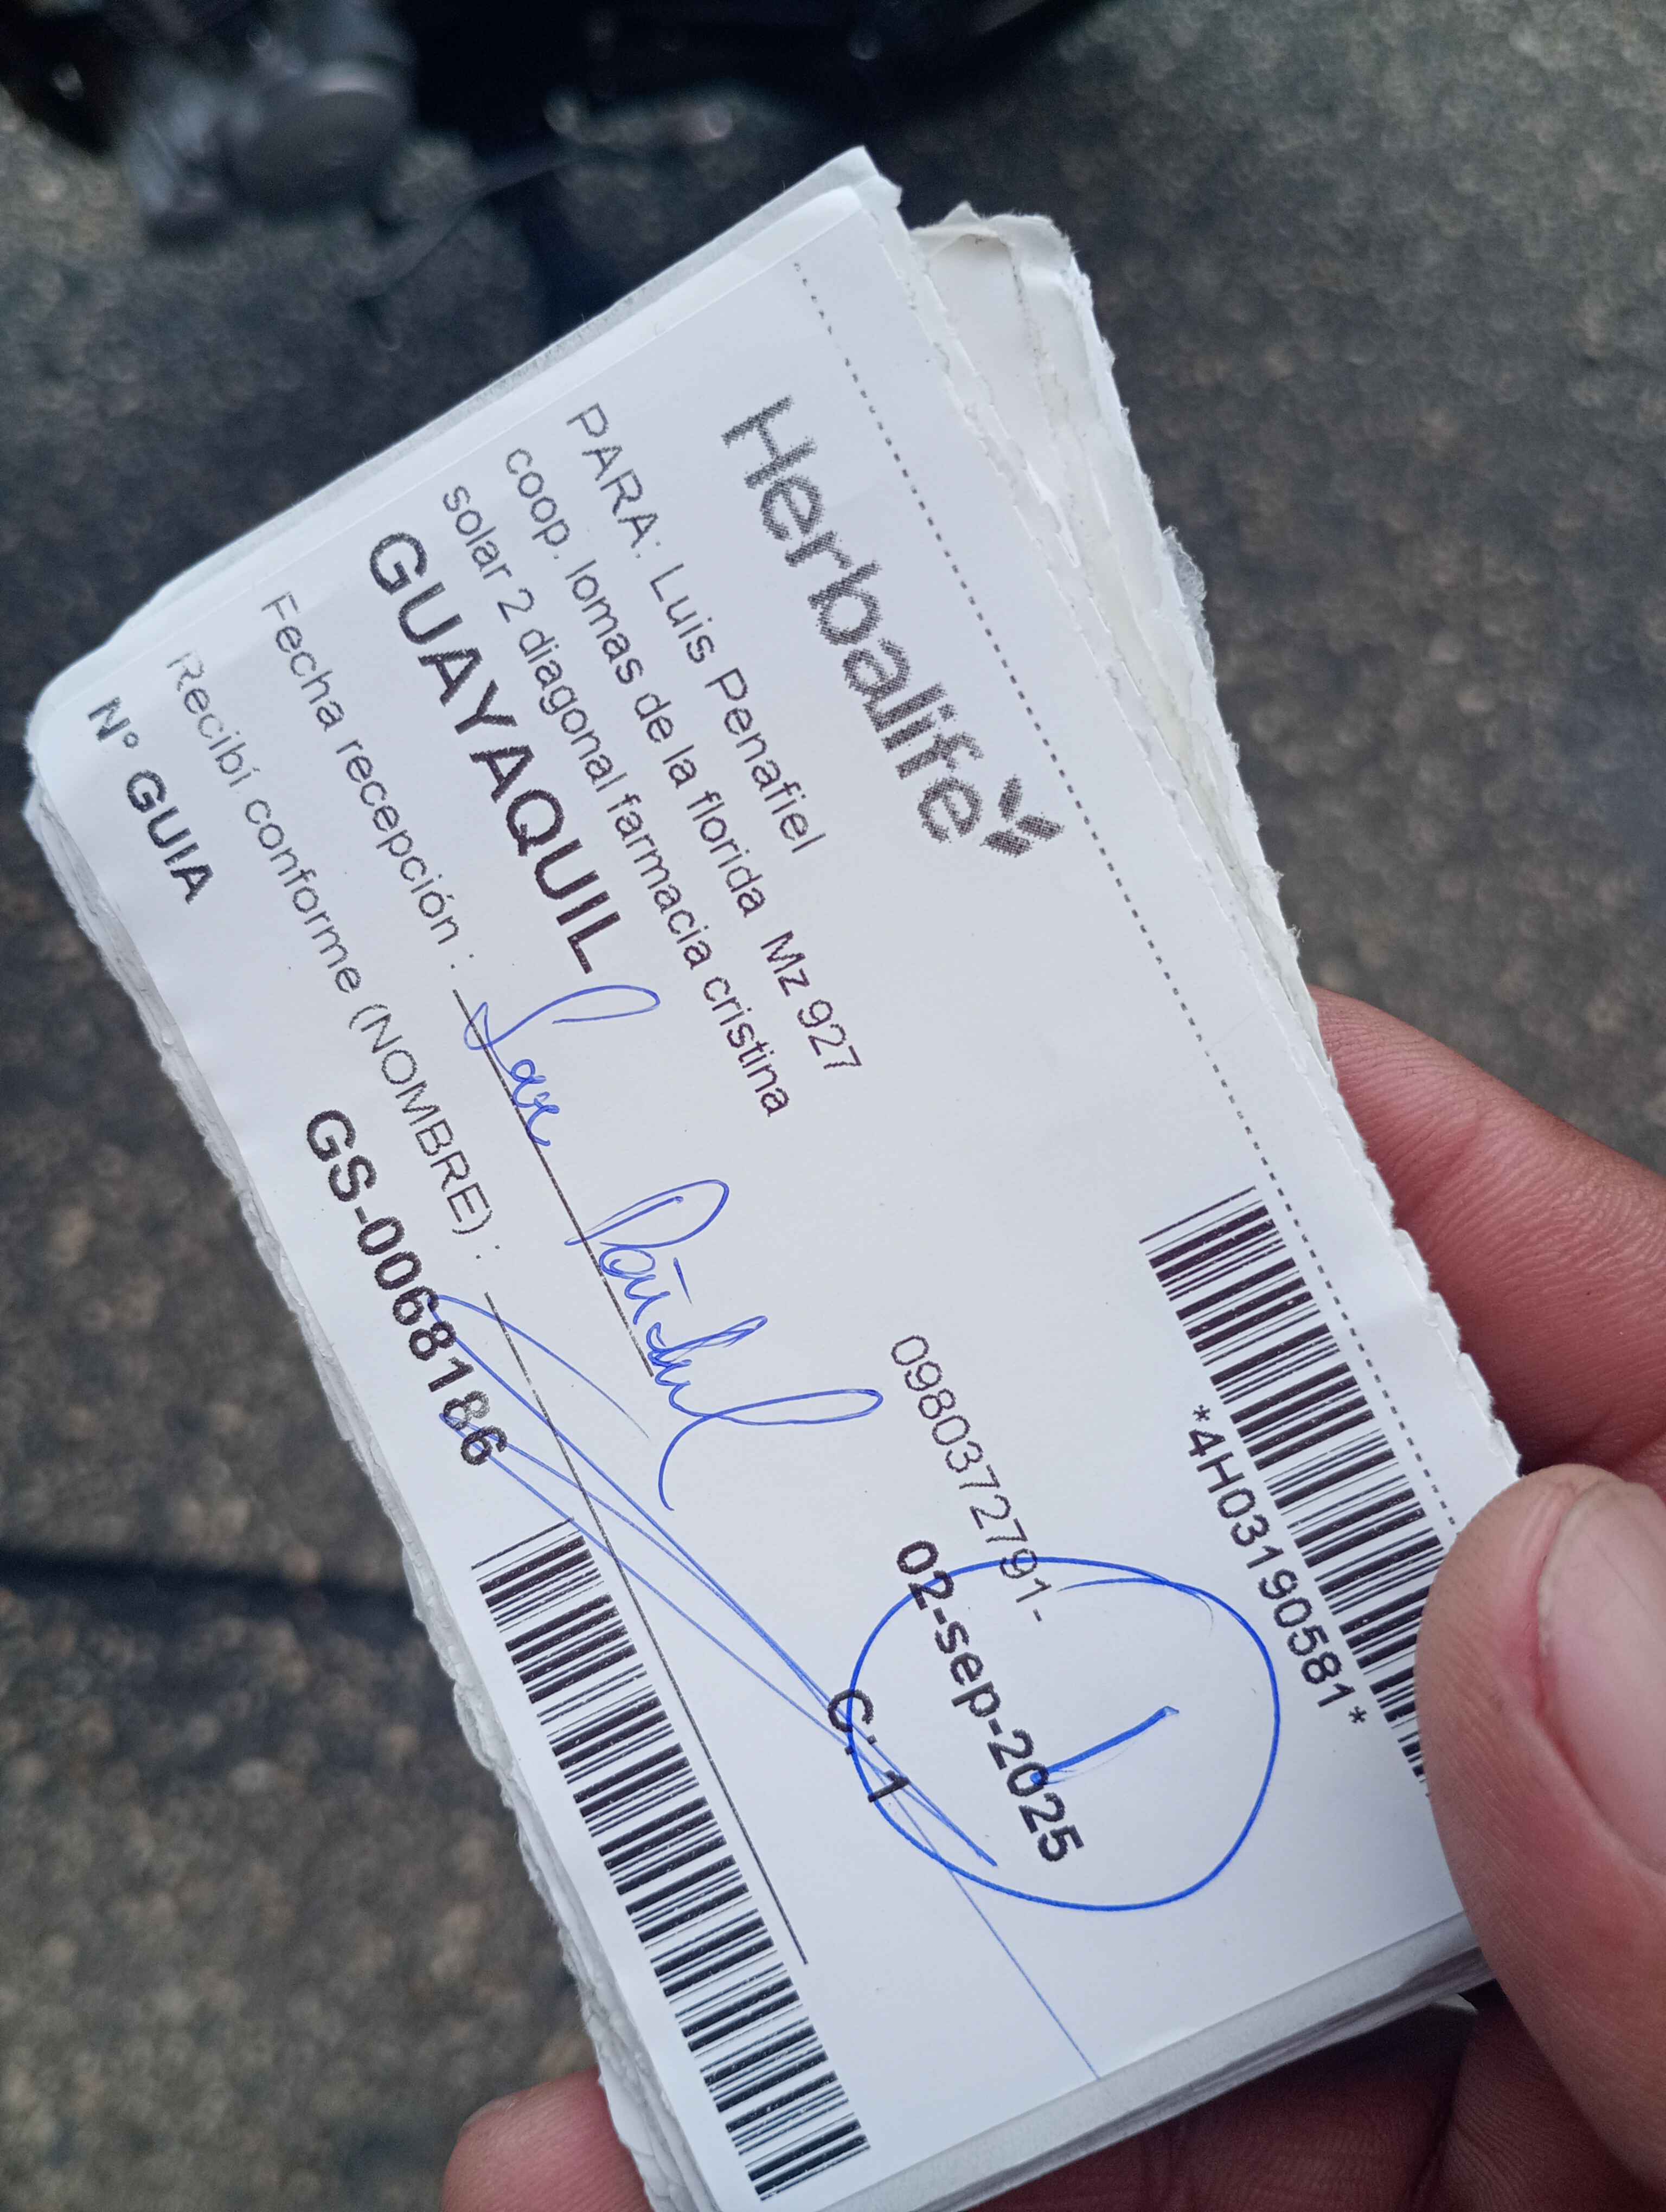 Herbalife
*4H03190581*
PARA: Luis Penafiel
coop. lomas de la florida Mz 927
solar 2 diagonal farmacia cristina
0980372791-
GUAYAQUIL
02-sep-2025
Fecha recepción :
C: 1
Recibí conforme (NOMBRE) :
N° GUIA
GS-0068186